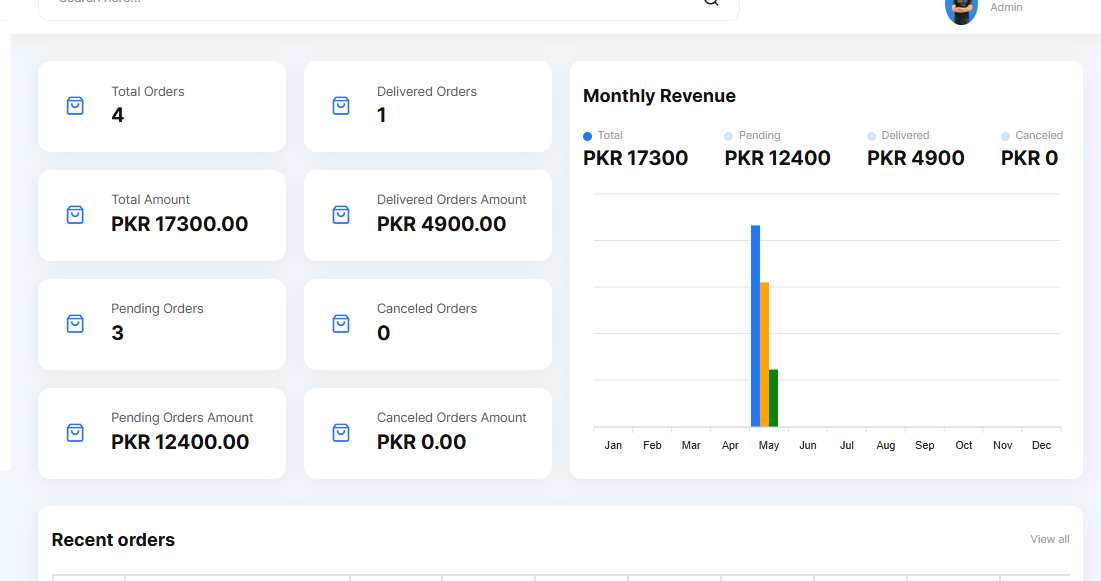 Search here...
Admin
Total Orders
4
Delivered Orders
1
Total Amount
PKR 17300.00
Delivered Orders Amount
PKR 4900.00
Pending Orders
3
Canceled Orders
0
Pending Orders Amount
PKR 12400.00
Canceled Orders Amount
PKR 0.00
Monthly Revenue
Total Pending Delivered Canceled
PKR 17300 PKR 12400 PKR 4900 PKR 0
Jan Feb Mar Apr May Jun Jul Aug Sep Oct Nov Dec
Recent orders
View all